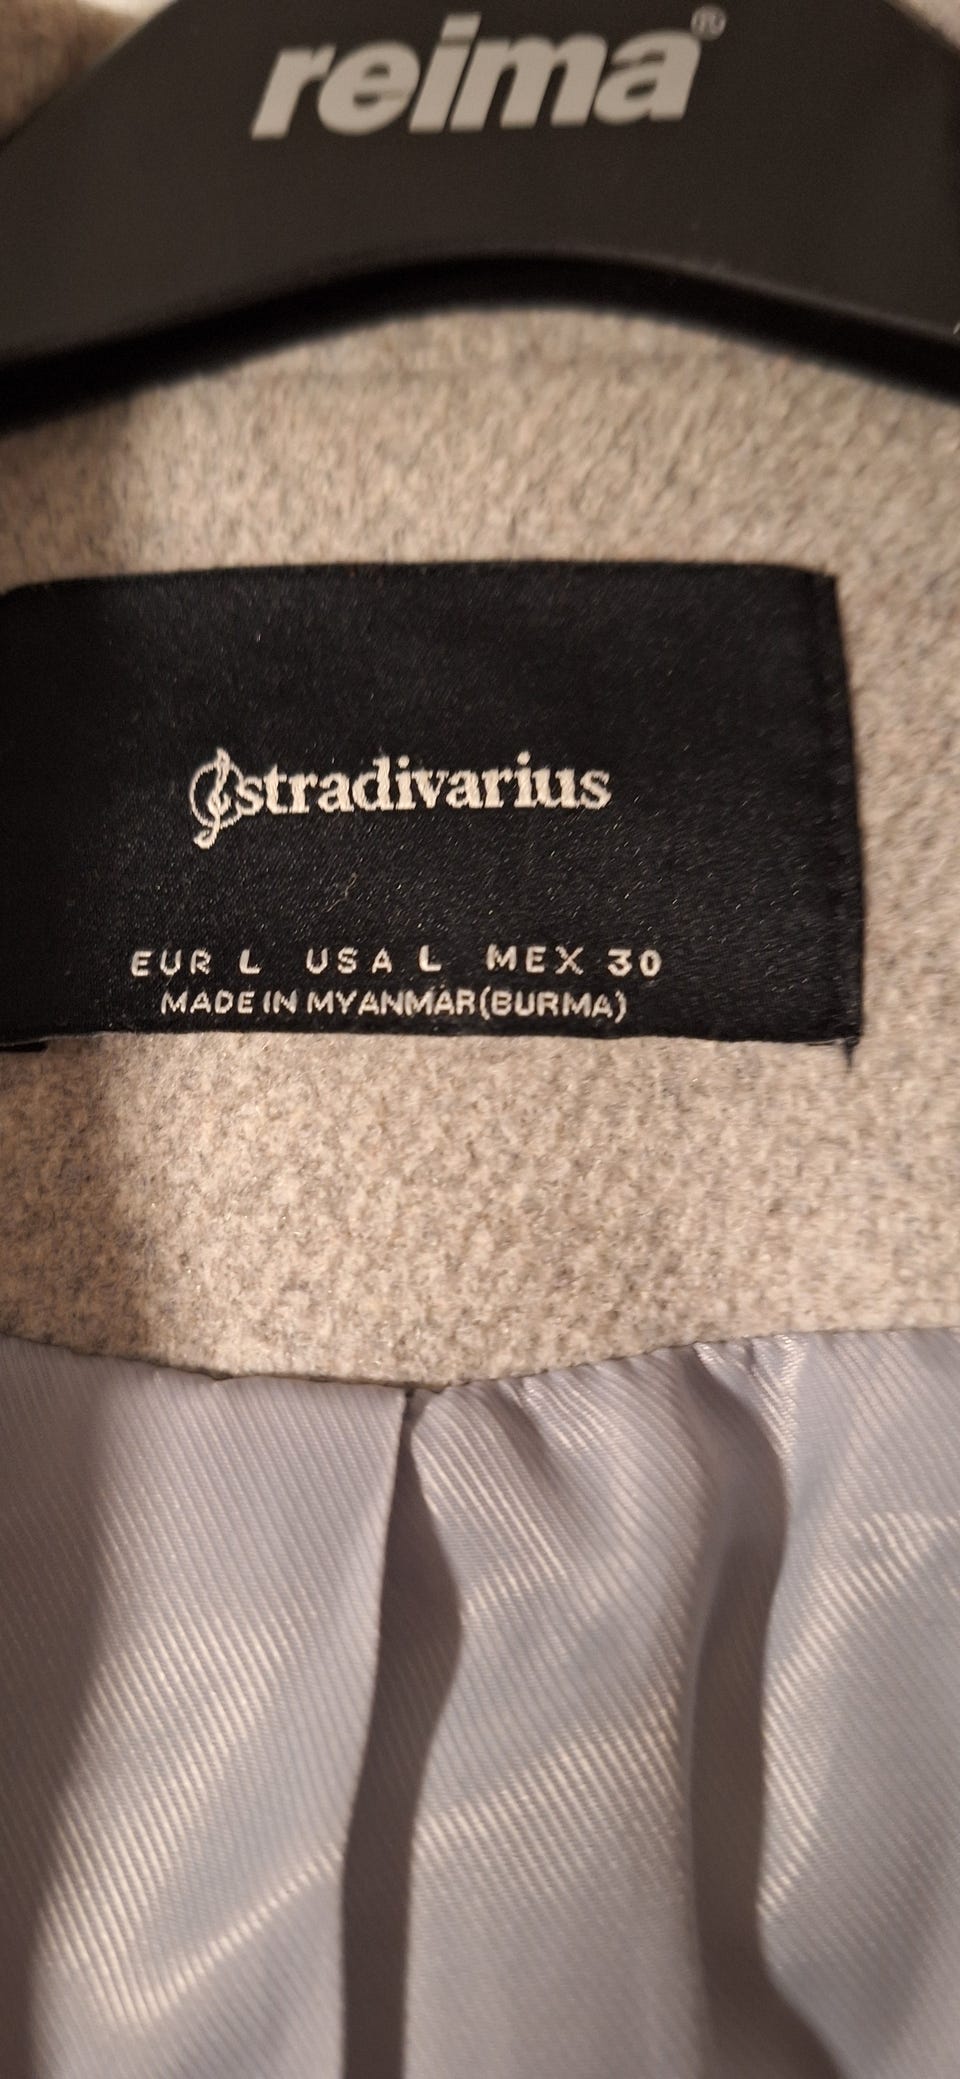 reima®
stradivarius
EUR L USA L MEX 30
MADE IN MYANMAR(BURMA)